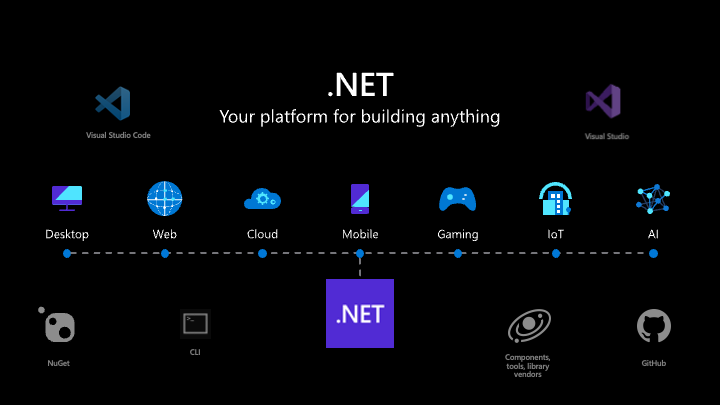 .NET
Your platform for building anything
Visual Studio Code
Visual Studio
Desktop
Web
Cloud
Mobile
Gaming
IoT
AI
.NET
NuGet
>_
CLI
Components,
tools, library
vendors
GitHub